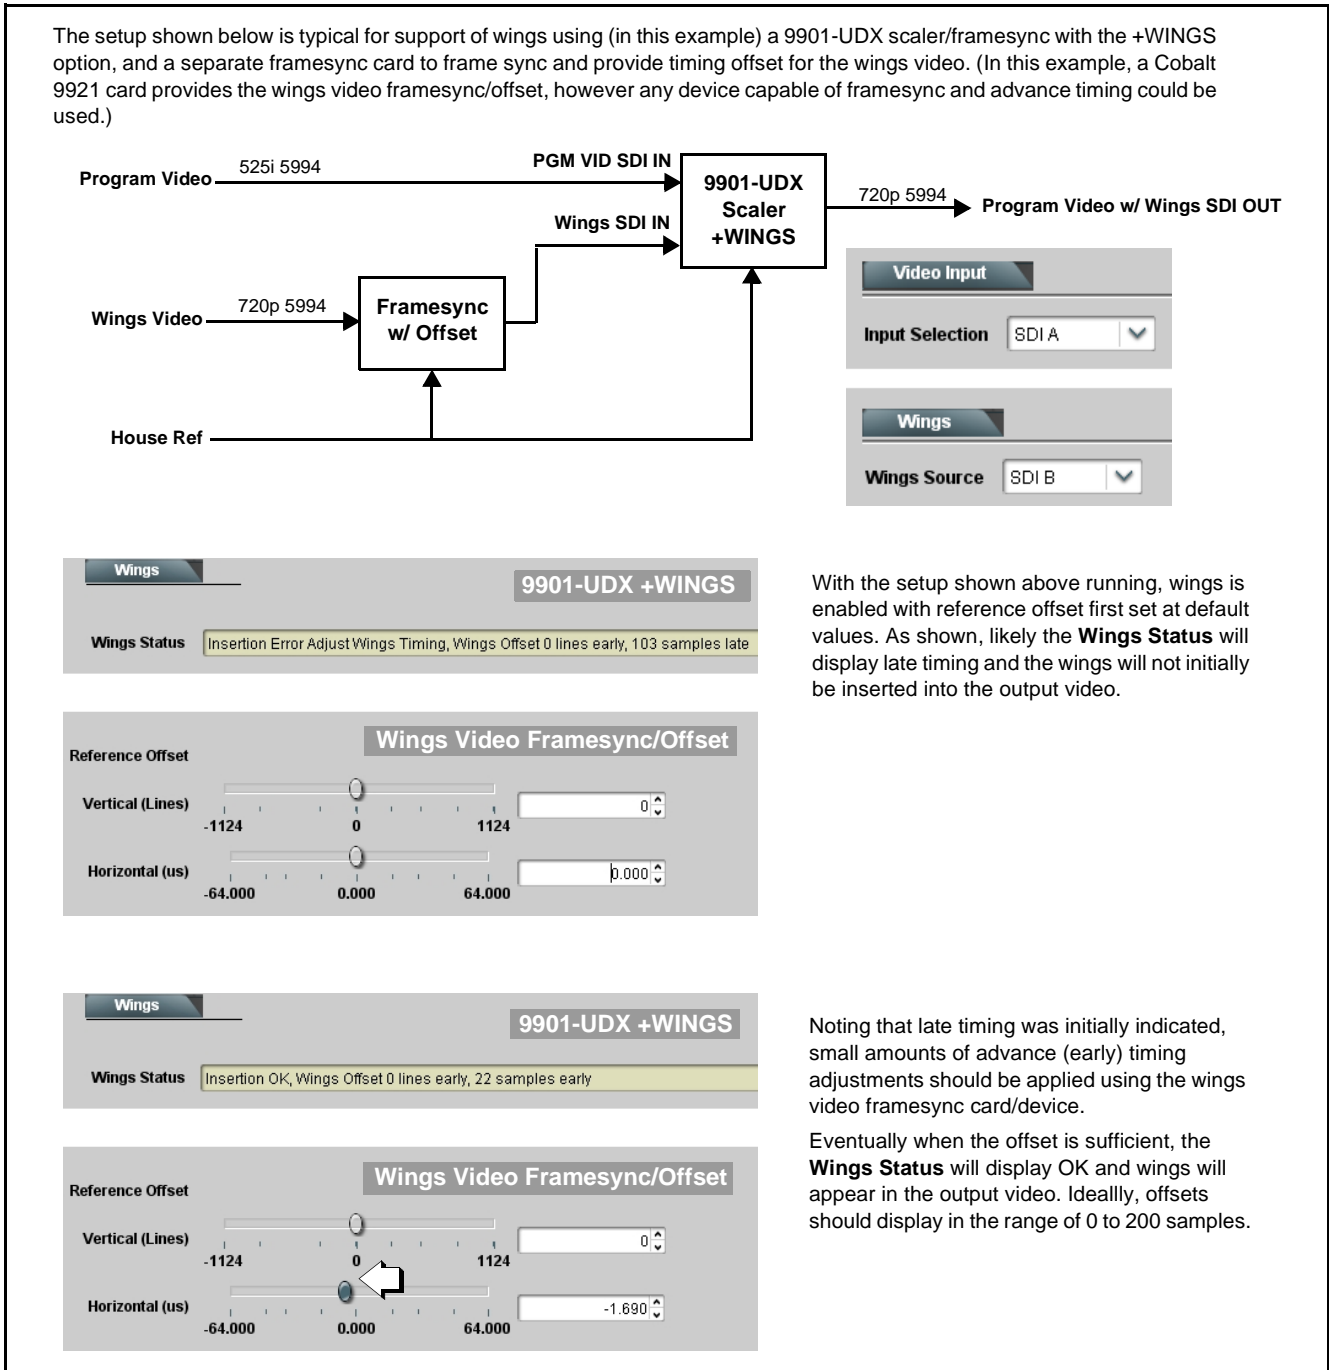 The setup shown below is typical for support of wings using (in this example) a 9901-UDX scaler/framesync with the +WINGS
option, and a separate framesync card to frame sync and provide timing offset for the wings video. (In this example, a Cobalt
9921 card provides the wings video framesync/offset, however any device capable of framesync and advance timing could be
used.)
Program Video
525i 5994
PGM VID SDI IN
Wings SDI IN
9901-UDX
Scaler
+WINGS
720p 5994
Program Video w/ Wings SDI OUT
Wings Video
720p 5994
Framesync
w/ Offset
House Ref
Video Input
Input Selection
SDI A
Wings
Wings Source
SDI B
Wings
9901-UDX +WINGS
Wings Status
Insertion Error Adjust Wings Timing, Wings Offset 0 lines early, 103 samples late
With the setup shown above running, wings is
enabled with reference offset first set at default
values. As shown, likely the Wings Status will
display late timing and the wings will not initially
be inserted into the output video.
Wings Video Framesync/Offset
Reference Offset
Vertical (Lines)
-1124
0
1124
0
Horizontal (us)
-64.000
0.000
64.000
0.000
Wings
9901-UDX +WINGS
Wings Status
Insertion OK, Wings Offset 0 lines early, 22 samples early
Noting that late timing was initially indicated,
small amounts of advance (early) timing
adjustments should be applied using the wings
video framesync card/device.
Eventually when the offset is sufficient, the
Wings Status will display OK and wings will
appear in the output video. Ideallly, offsets
should display in the range of 0 to 200 samples.
Wings Video Framesync/Offset
Reference Offset
Vertical (Lines)
-1124
0
1124
0
Horizontal (us)
-64.000
0.000
64.000
-1.690